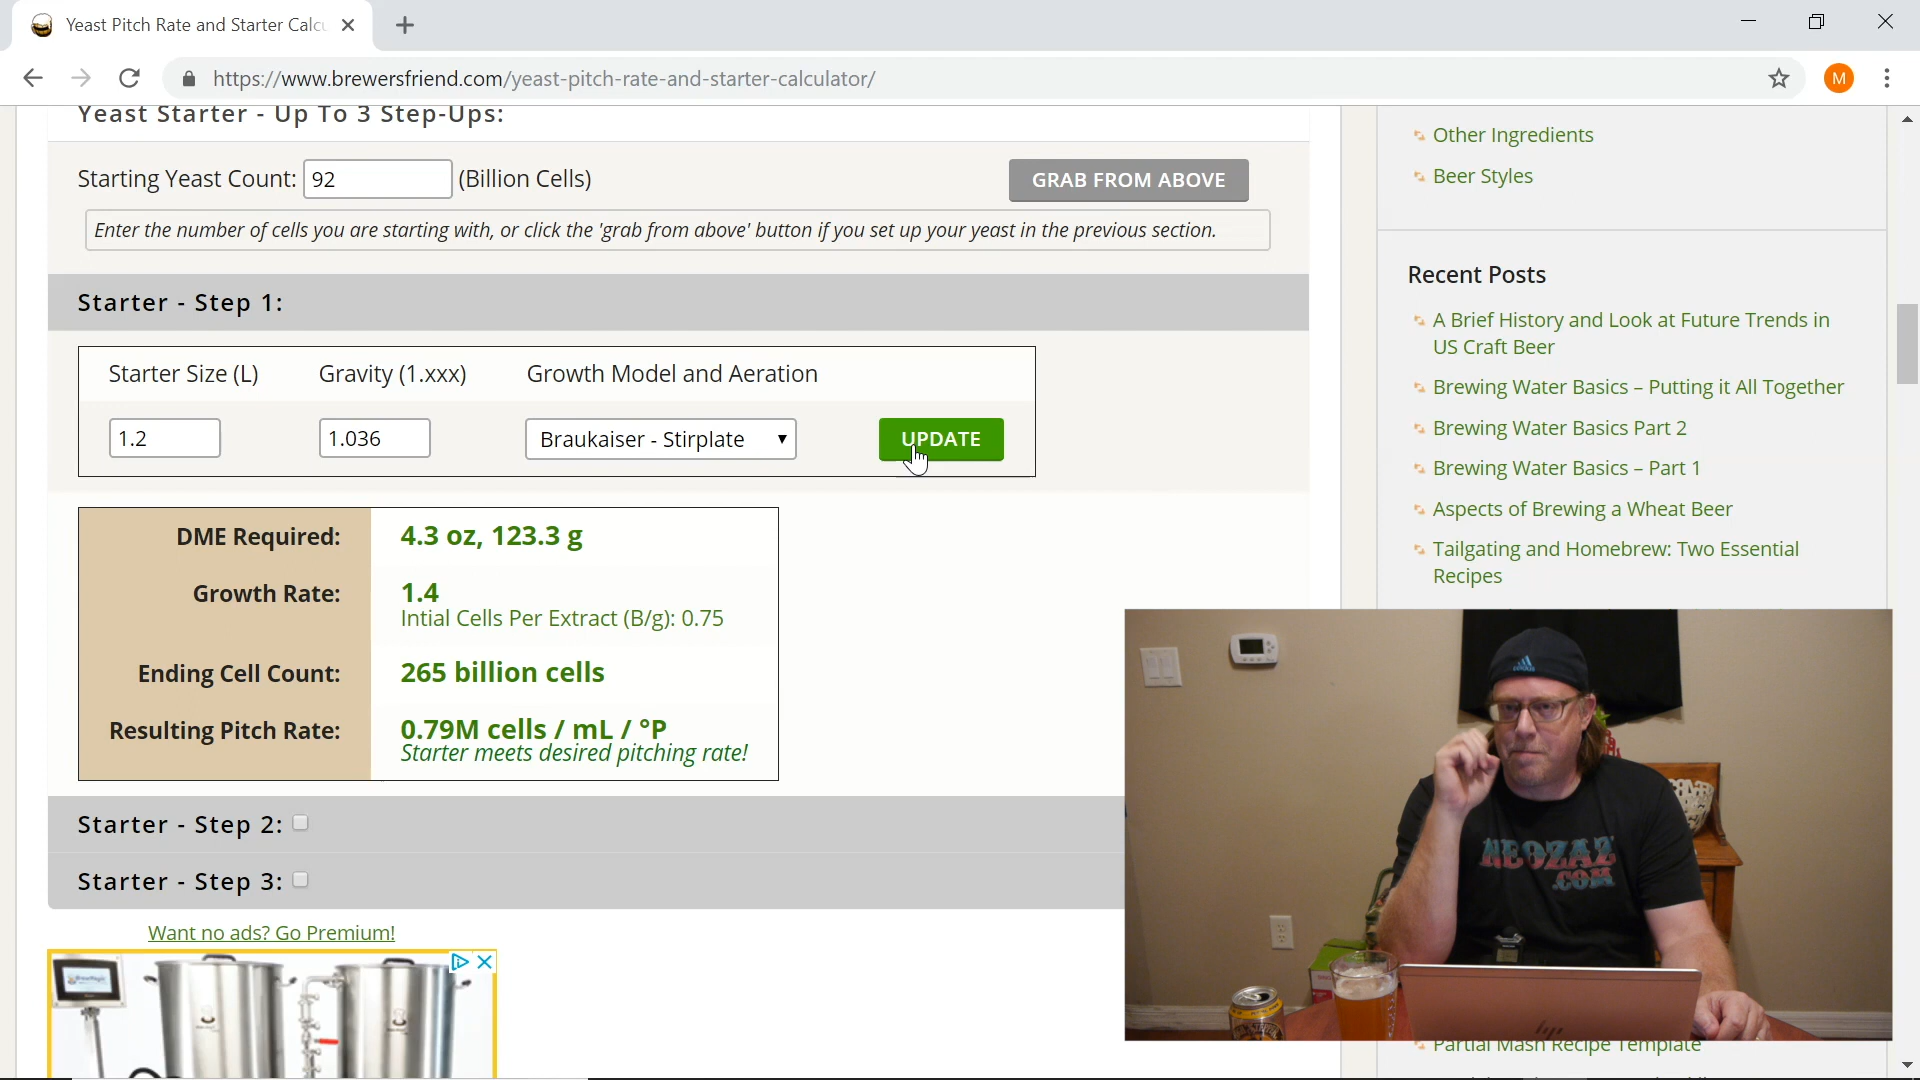 Yeast Pitch Rate and Starter Calcu
https://www.brewersfriend.com/yeast-pitch-rate-and-starter-calculator/
M
Yeast Starter - Up To 3 Step-Ups:
Starting Yeast Count: 92 (Billion Cells)
GRAB FROM ABOVE
Enter the number of cells you are starting with, or click the 'grab from above' button if you set up your yeast in the previous section.
Starter - Step 1:
Starter Size (L) Gravity (1.xxx) Growth Model and Aeration
1.2 1.036 Braukaiser - Stirplate UPDATE
DME Required: 4.3 oz, 123.3 g
Growth Rate: 1.4
Intial Cells Per Extract (B/g): 0.75
Ending Cell Count: 265 billion cells
Resulting Pitch Rate: 0.79M cells / mL / °P
Starter meets desired pitching rate!
Starter - Step 2:
Starter - Step 3:
Want no ads? Go Premium!
Other Ingredients
Beer Styles
Recent Posts
A Brief History and Look at Future Trends in
US Craft Beer
Brewing Water Basics – Putting it All Together
Brewing Water Basics Part 2
Brewing Water Basics – Part 1
Aspects of Brewing a Wheat Beer
Tailgating and Homebrew: Two Essential
Recipes
adidas
NEOZAZ
.COM
hp
Partial Mash Recipe Template